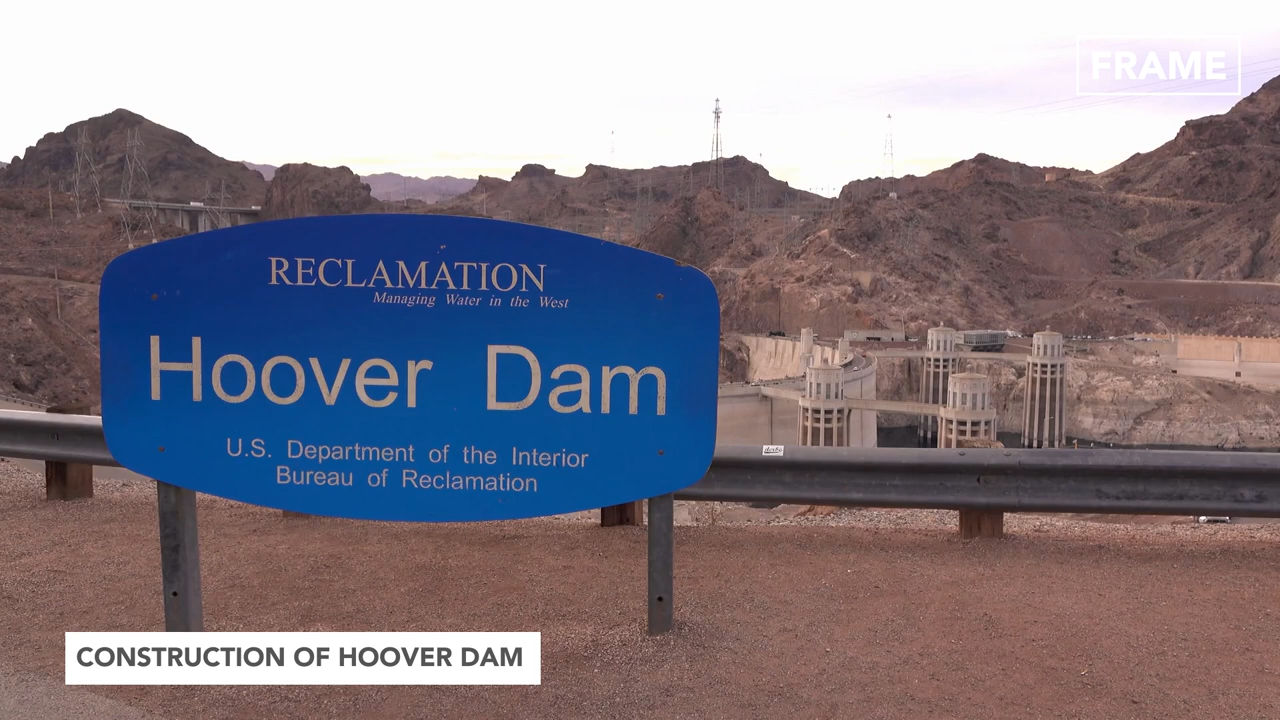 FRAME
RECLAMATION
Managing Water in the West
Hoover Dam
U.S. Department of the Interior
Bureau of Reclamation
CONSTRUCTION OF HOOVER DAM